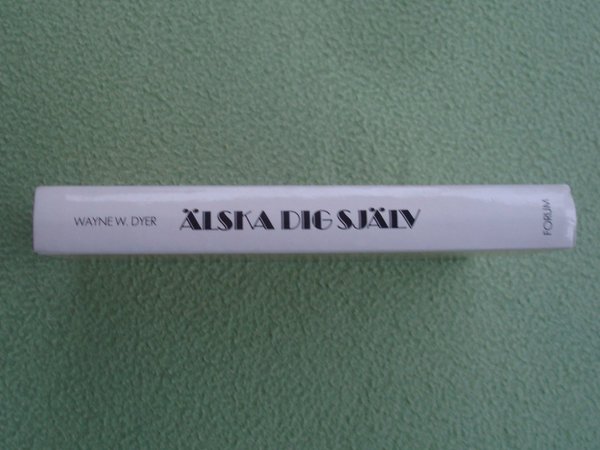 WAYNE W. DYER ÄLSKA DIG SJÄLV
FORUM